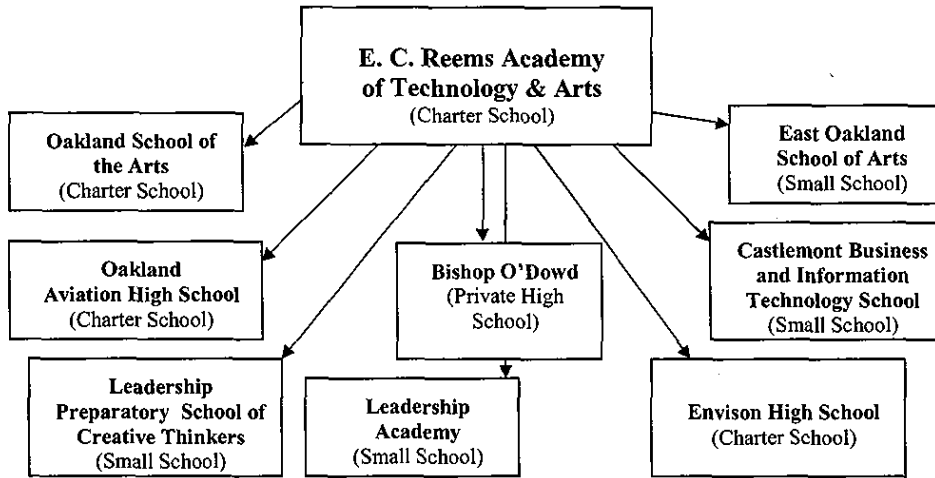 E. C. Reems Academy
of Technology & Arts
(Charter School)
Oakland School of
the Arts
(Charter School)
East Oakland
School of Arts
(Small School)
Oakland
Aviation High School
(Charter School)
Bishop O'Dowd
(Private High
School)
Castlemont Business
and Information
Technology School
(Small School)
Leadership
Preparatory School of
Creative Thinkers
(Small School)
Leadership
Academy
(Small School)
Envison High School
(Charter School)